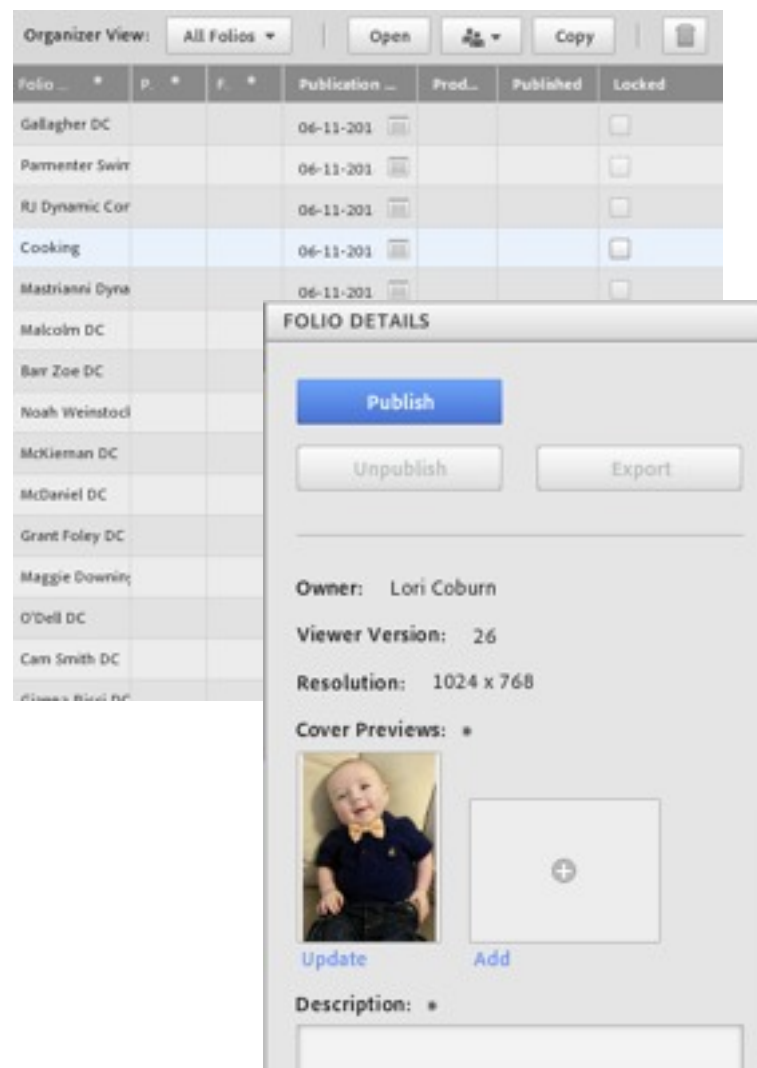 Organizer View: All Folios Open Copy
Folio ... * P. * F. * Publication ... Prod... Published Locked
Gallagher DC 06-11-201
Parmenter Swim 06-11-201
RJ Dynamic Cor 06-11-201
Cooking 06-11-201
Mastrianni Dyna 06-11-201
Malcolm DC
Barr Zoe DC
Noah Weinstock
McKiernan DC
McDaniel DC
Grant Foley DC
Maggie Downing
O'Dell DC
Cam Smith DC
Gianna Ricci DC
FOLIO DETAILS
Publish
Unpublish Export
Owner: Lori Coburn
Viewer Version: 26
Resolution: 1024 x 768
Cover Previews: *
Update Add
Description: *